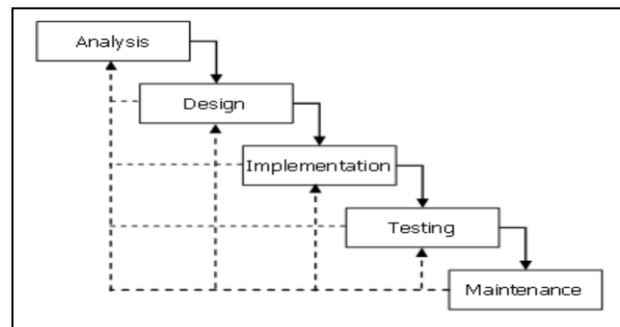 Analysis
Design
Implementation
Testing
Maintenance